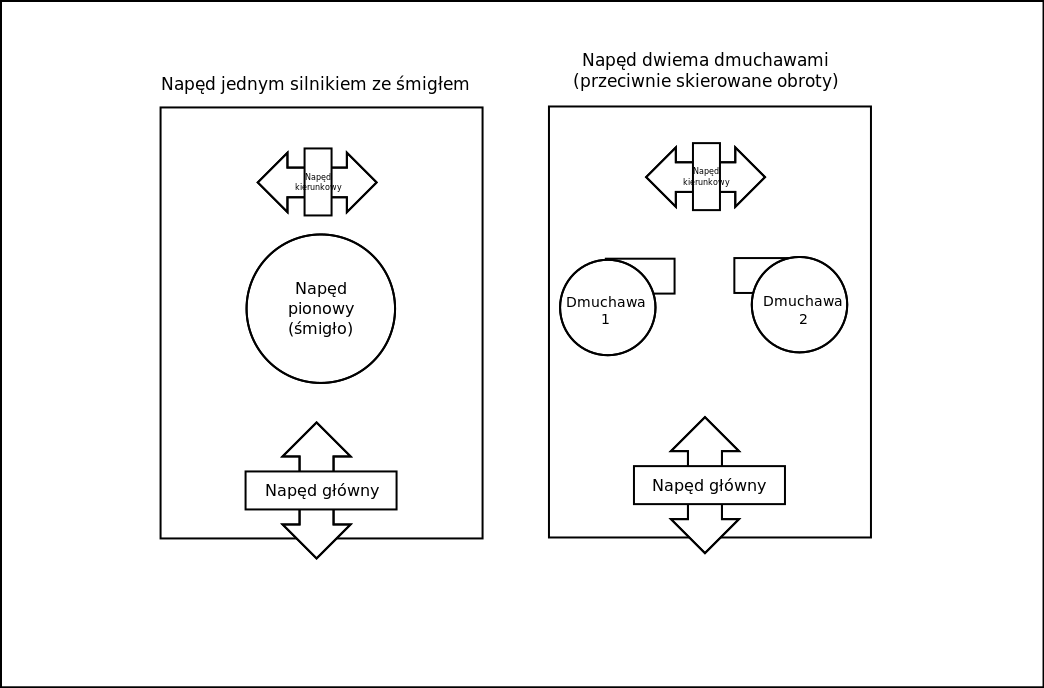 Napęd jednym silnikiem ze śmigłem
Napęd
kierunkowy
Napęd
pionowy
(śmigło)
Napęd główny
Napęd dwiema dmuchawami
(przeciwnie skierowane obroty)
Napęd
kierunkowy
Dmuchawa
1
Dmuchawa
2
Napęd główny